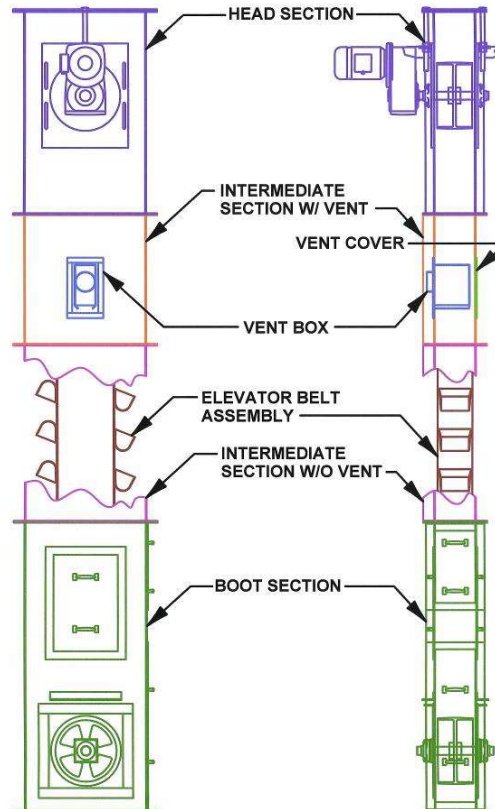 HEAD SECTION
INTERMEDIATE
SECTION W/ VENT
VENT COVER
VENT BOX
ELEVATOR BELT
ASSEMBLY
INTERMEDIATE
SECTION W/O VENT
BOOT SECTION